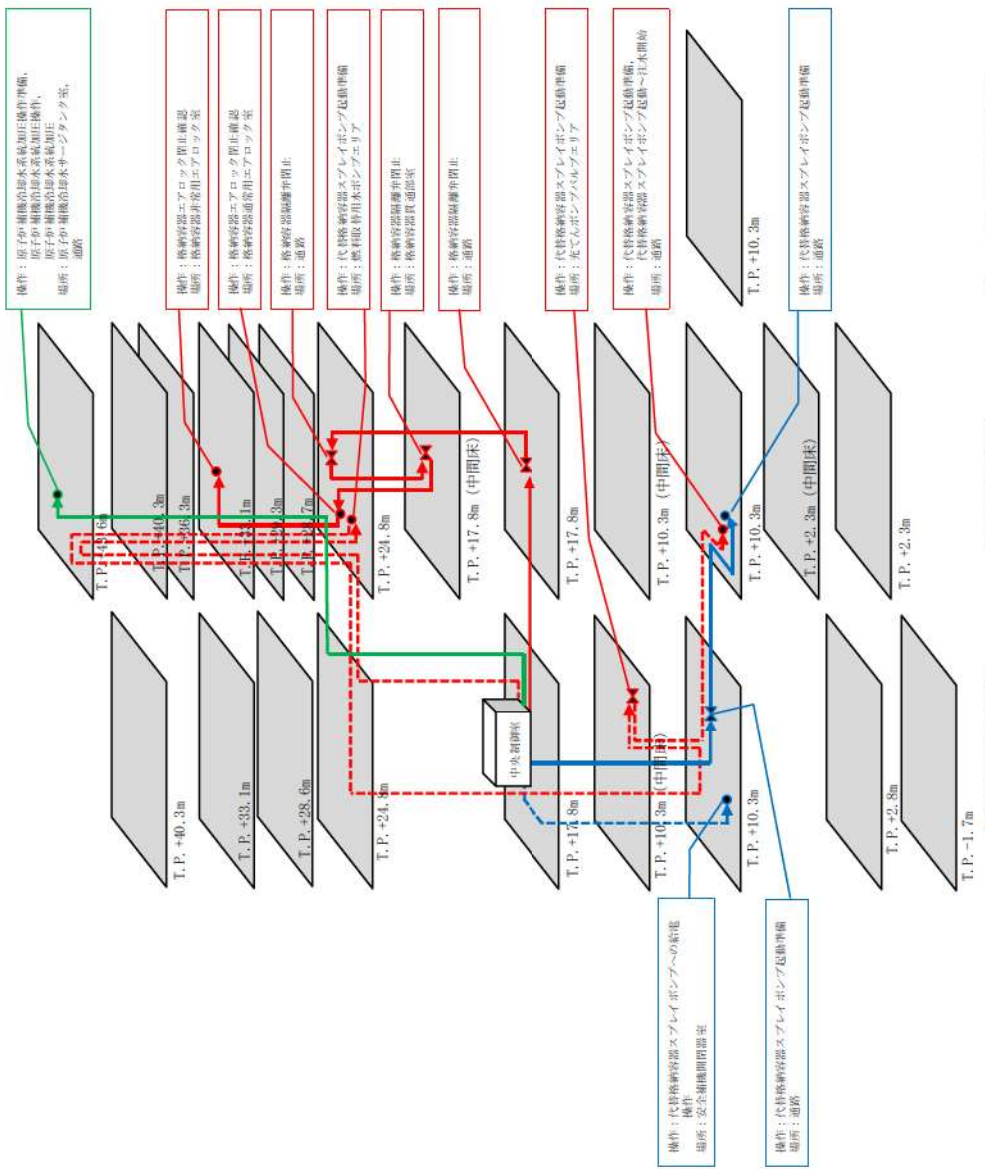 操作：原子炉補機冷却水系統加圧操作準備，
原子炉補機冷却水系統加圧操作，
原子炉補機冷却水系統加圧
場所：原子炉補機冷却水サージタンク室，
通路
操作：格納容器エアロック閉止確認
場所：格納容器非常用エアロック室
操作：格納容器エアロック閉止確認
場所：格納容器通常用エアロック室
操作：格納容器隔離弁閉止
場所：通路
操作：代替格納容器スプレイポンプ起動準備
場所：燃料取替用水ポンプエリア
操作：格納容器隔離弁閉止
場所：格納容器貫通部室
操作：格納容器隔離弁閉止
場所：通路
操作：代替格納容器スプレイポンプ起動準備
場所：充てんポンプバルブエリア
操作：代替格納容器スプレイポンプ起動準備，
代替格納容器スプレイポンプ起動～注水開始
場所：通路
操作：代替格納容器スプレイポンプ起動準備
場所：通路
T.P.+10.3m
T.P.+43.6m
T.P.+40.3m
T.P.+36.3m
T.P.+33.1m
T.P.+24.8m
T.P.+17.8m（中間床）
T.P.+17.8m
T.P.+10.3m（中間床）
T.P.+10.3m
T.P.+2.3m（中間床）
T.P.+2.3m
中央制御室
T.P.+40.3m
T.P.+33.1m
T.P.+28.6m
T.P.+24.8m
T.P.+17.8m
T.P.+10.3m（中間床）
T.P.+10.3m
T.P.+2.8m
T.P.-1.7m
操作：代替格納容器スプレイポンプへの給電
操作
場所：安全補機開閉器室
操作：代替格納容器スプレイポンプ起動準備
場所：通路